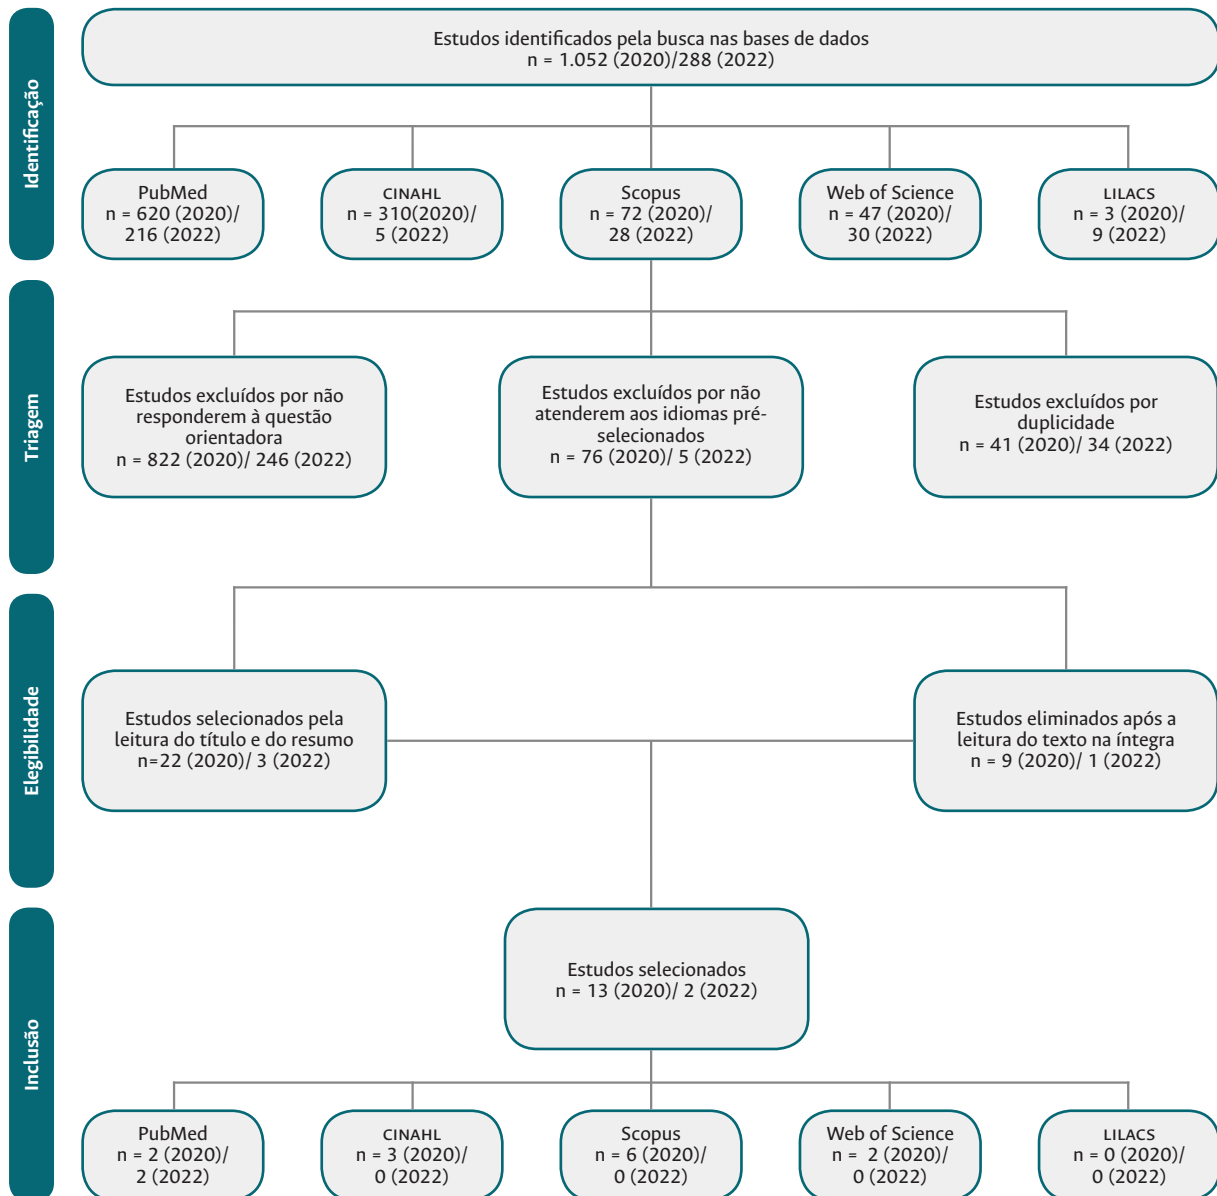 Identificação
Estudos identificados pela busca nas bases de dados
n = 1.052 (2020)/288 (2022)
PubMed
n = 620 (2020)/
216 (2022)
CINAHL
n = 310(2020)/
5 (2022)
Scopus
n = 72 (2020)/
28 (2022)
Web of Science
n = 47 (2020)/
30 (2022)
LILACS
n = 3 (2020)/
9 (2022)
Triagem
Estudos excluídos por não
responderem à questão
orientadora
n = 822 (2020)/ 246 (2022)
Estudos excluídos por não
atenderem aos idiomas pré-
selecionados
n = 76 (2020)/ 5 (2022)
Estudos excluídos por
duplicidade
n = 41 (2020)/ 34 (2022)
Elegibilidade
Estudos selecionados pela
leitura do título e do resumo
n=22 (2020)/ 3 (2022)
Estudos eliminados após a
leitura do texto na íntegra
n = 9 (2020)/ 1 (2022)
Inclusão
Estudos selecionados
n = 13 (2020)/ 2 (2022)
PubMed
n = 2 (2020)/
2 (2022)
CINAHL
n = 3 (2020)/
0 (2022)
Scopus
n = 6 (2020)/
0 (2022)
Web of Science
n = 2 (2020)/
0 (2022)
LILACS
n = 0 (2020)/
0 (2022)